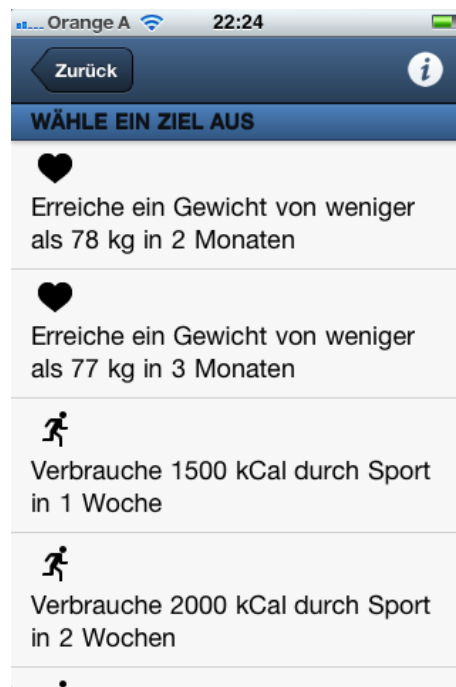 Orange A 22:24
Zurück
WÄHLE EIN ZIEL AUS
Erreiche ein Gewicht von weniger
als 78 kg in 2 Monaten
Erreiche ein Gewicht von weniger
als 77 kg in 3 Monaten
Verbrauche 1500 kCal durch Sport
in 1 Woche
Verbrauche 2000 kCal durch Sport
in 2 Wochen